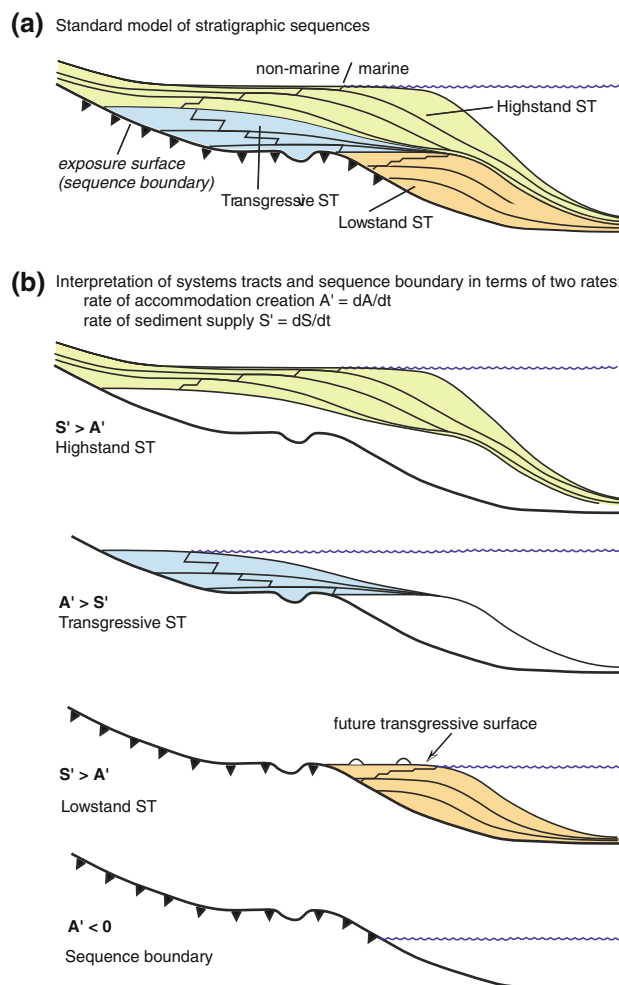 (a) Standard model of stratigraphic sequences
non-marine / marine
Highstand ST
exposure surface
(sequence boundary)
Transgressive ST
Lowstand ST
(b) Interpretation of systems tracts and sequence boundary in terms of two rates:
rate of accommodation creation A' = dA/dt
rate of sediment supply S' = dS/dt
S' > A'
Highstand ST
A' > S'
Transgressive ST
future transgressive surface
S' > A'
Lowstand ST
A' < 0
Sequence boundary